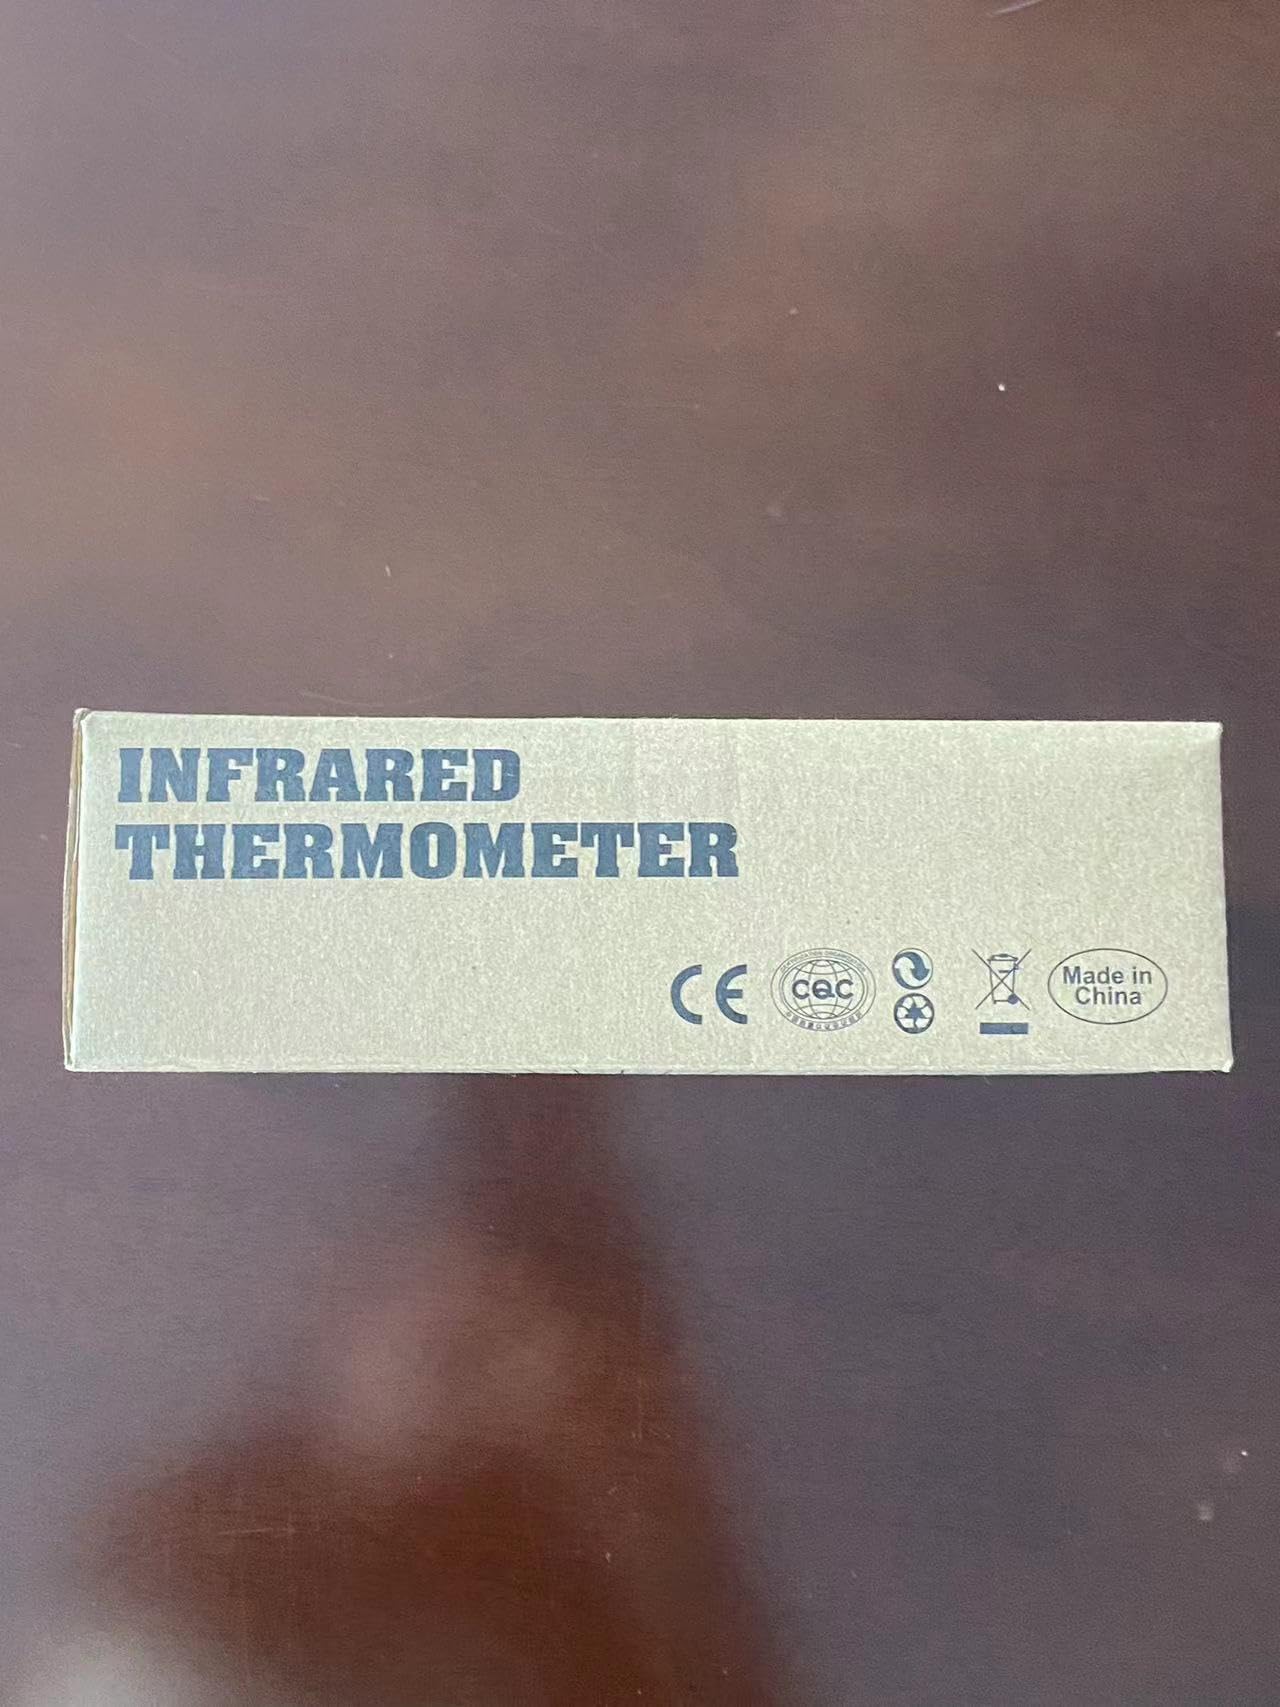 INFRARED
THERMOMETER
CE
CQC
Made in
China